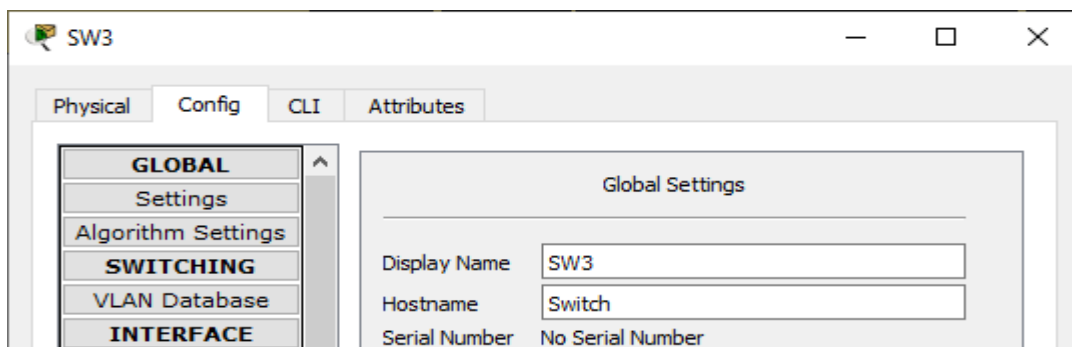 SW3
Physical Config CLI Attributes
GLOBAL
Settings
Algorithm Settings
SWITCHING
VLAN Database
INTERFACE
Global Settings
Display Name SW3
Hostname Switch
Serial Number No Serial Number